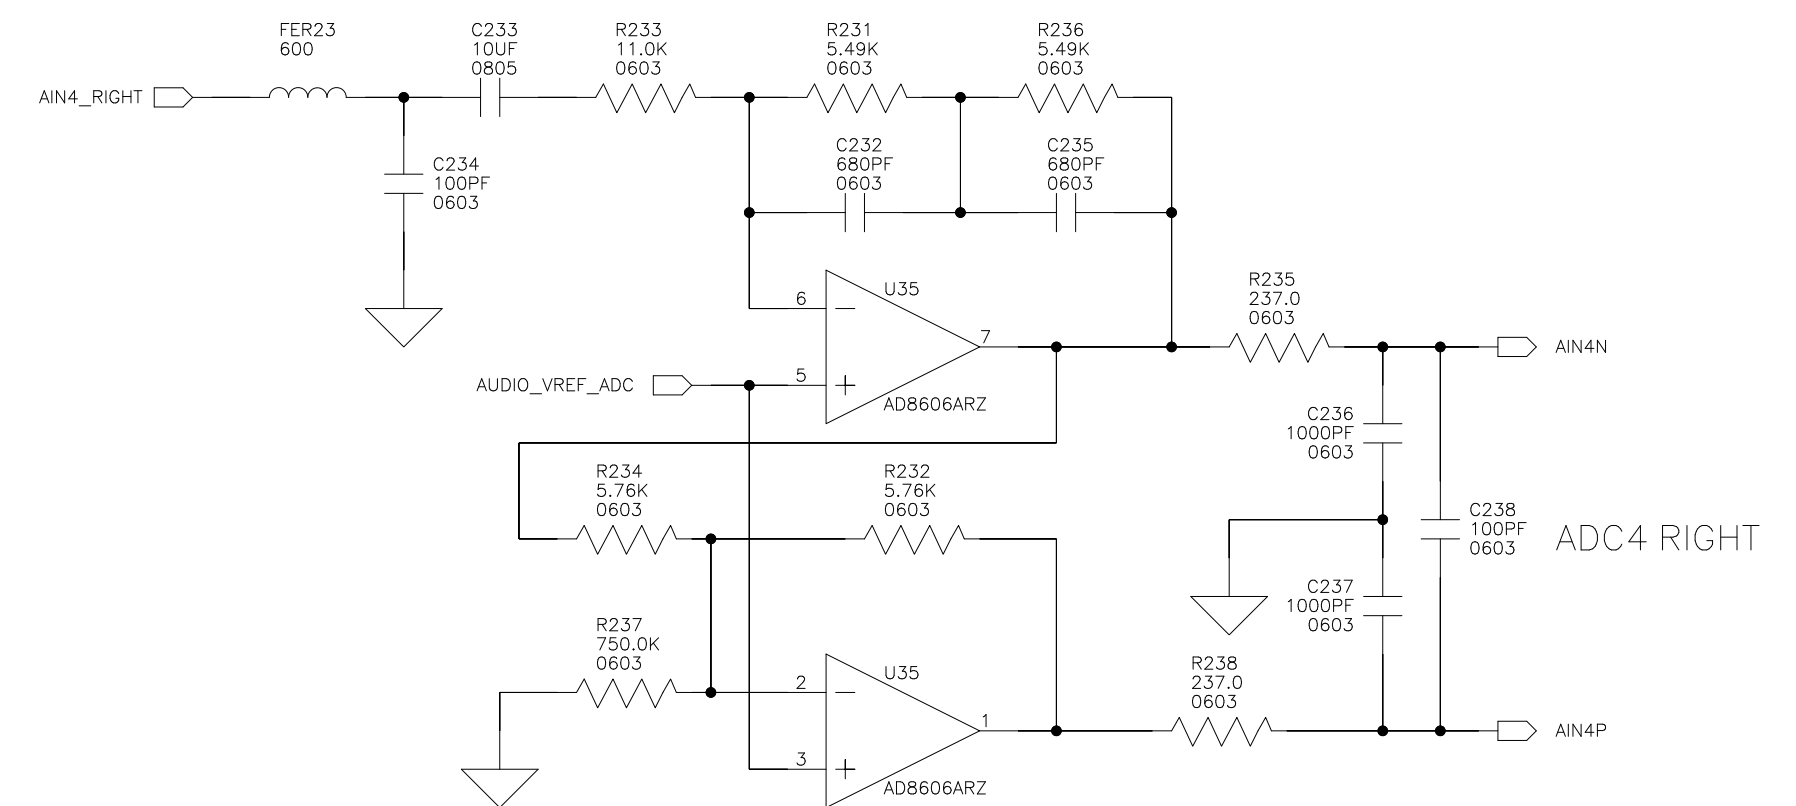 FER23
600
C233
10UF
0805
R233
11.0K
0603
R231
5.49K
0603
R236
5.49K
0603
AIN4_RIGHT
C234
100PF
0603
C232
680PF
0603
C235
680PF
0603
U35
6
7
5
AD8606ARZ
AUDIO_VREF_ADC
R235
237.0
0603
AIN4N
C236
1000PF
0603
R234
5.76K
0603
R232
5.76K
0603
C238
100PF
0603
ADC4 RIGHT
C237
1000PF
0603
R237
750.0K
0603
U35
2
1
3
AD8606ARZ
R238
237.0
0603
AIN4P